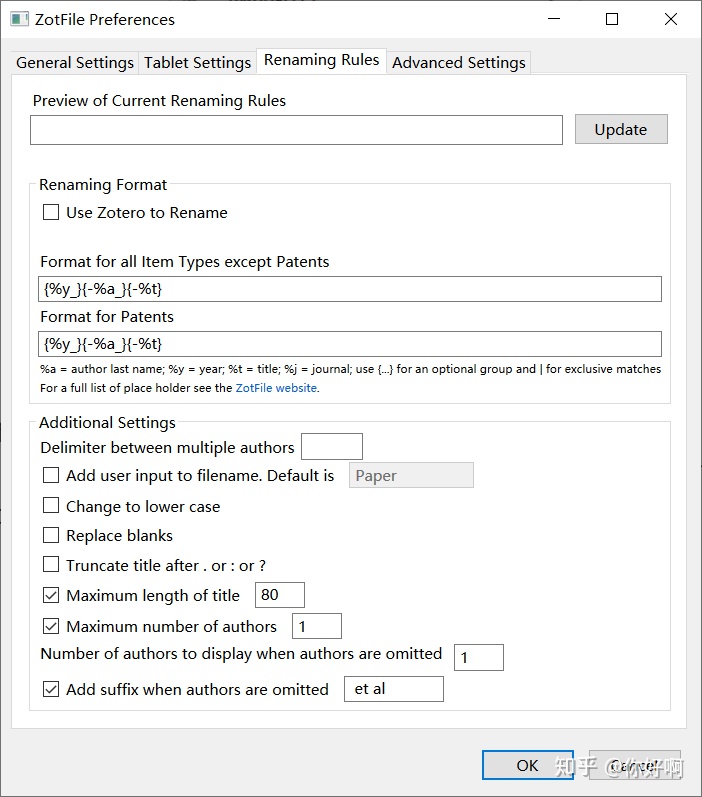 ZotFile Preferences
General Settings Tablet Settings Renaming Rules Advanced Settings
Preview of Current Renaming Rules
Update
Renaming Format
Use Zotero to Rename
Format for all Item Types except Patents
{%y_}{-%a_}{-%t}
Format for Patents
{%y_}{-%a_}{-%t}
%a = author last name; %y = year; %t = title; %j = journal; use {...} for an optional group and | for exclusive matches
For a full list of place holder see the ZotFile website.
Additional Settings
Delimiter between multiple authors
Add user input to filename. Default is Paper
Change to lower case
Replace blanks
Truncate title after . or : or ?
Maximum length of title 80
Maximum number of authors 1
Number of authors to display when authors are omitted 1
Add suffix when authors are omitted et al
OK Cancel
知乎 @你好啊